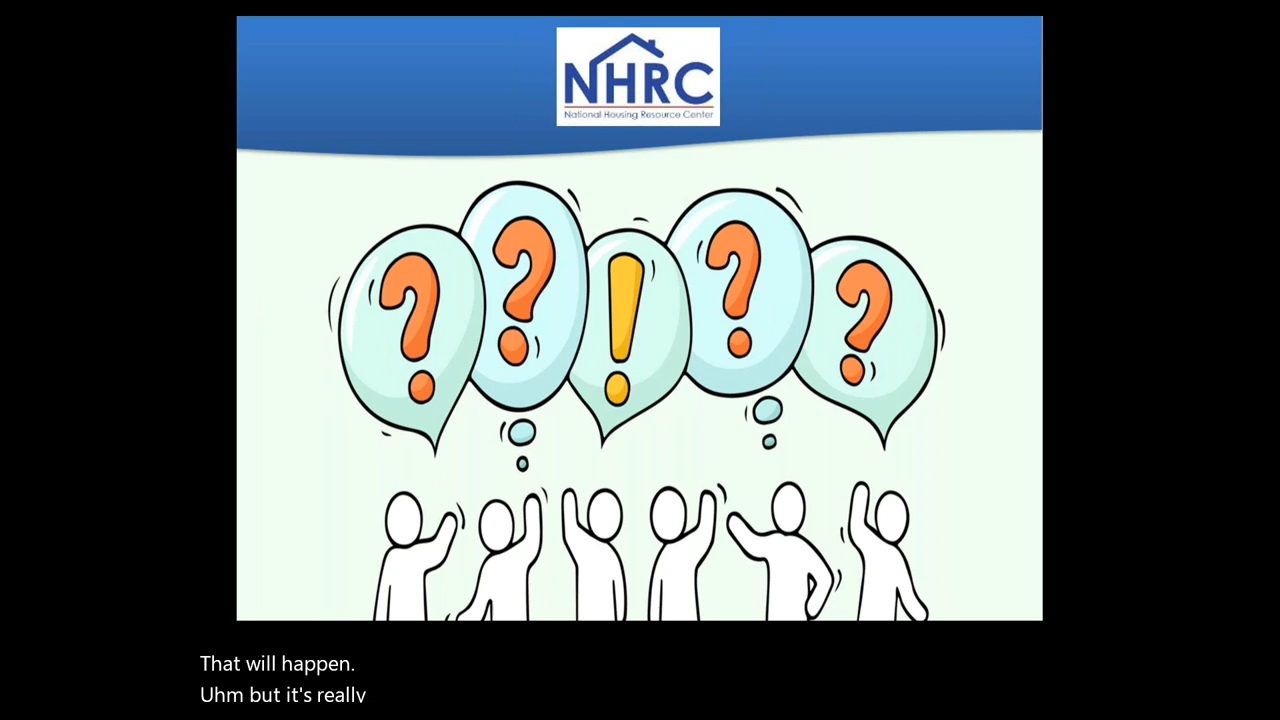 NHRC
National Housing Resource Center
? ? ! ? ?
That will happen.
Uhm but it's really